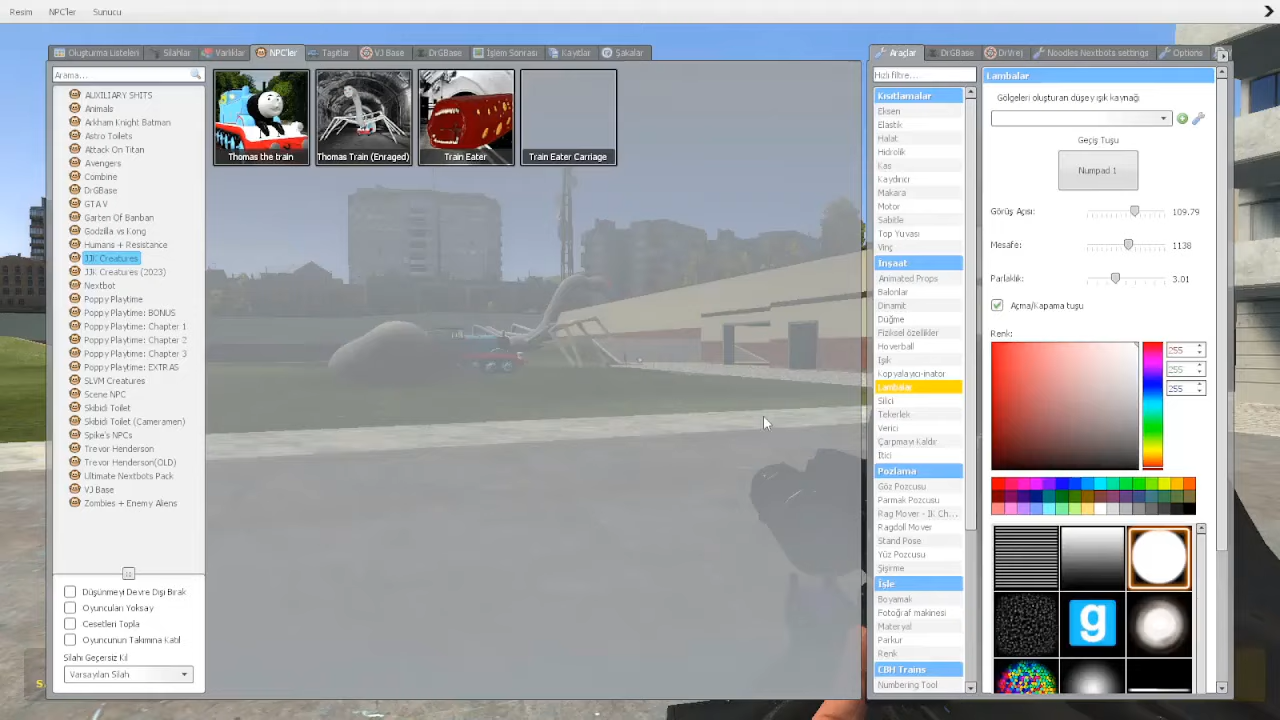 Resim NPC'ler Sunucu
Oluşturma Listeleri Silahlar Varlıklar NPC'ler Taşıtlar VJ Base DrGBase İşlem Sonrası Kayıtlar Şakalar
Arama...
AUXILIARY SHITS
Animals
Arkham Knight Batman
Astro Toilets
Attack On Titan
Avengers
Combine
DrGBase
GTA V
Garten Of Banban
Godzilla vs Kong
Humans + Resistance
JJK Creatures
JJK Creatures (2023)
Nextbot
Poppy Playtime
Poppy Playtime: BONUS
Poppy Playtime: Chapter 1
Poppy Playtime: Chapter 2
Poppy Playtime: Chapter 3
Poppy Playtime: EXTRAS
SLVM Creatures
Scene NPC
Skibidi Toilet
Skibidi Toilet (Cameramen)
Spike's NPCs
Trevor Henderson
Trevor Henderson(OLD)
Ultimate Nextbots Pack
VJ Base
Zombies + Enemy Aliens
Düşünmeyi Devre Dışı Bırak
Oyuncuları Yoksay
Cesetleri Topla
Oyuncunun Takımına Katıl
Silahı Geçersiz Kıl
Varsayılan Silah
Thomas the train
Thomas Train (Enraged)
Train Eater
Train Eater Carriage
Araçlar DrGBase DrVrej Noodles Nextbots settings Options
Hızlı filtre...
Kısıtlamalar
Eksen
Elastik
Halat
Hidrolik
Kas
Kaydırıcı
Makara
Motor
Sabitle
Top Yuvası
Vinç
İnşaat
Animated Props
Balonlar
Dinamit
Düğme
Fiziksel özellikler
Hoverball
Işık
Kopyalayıcı-inatör
Lambalar
Silici
Tekerlek
Verici
Çarpmayı Kaldır
İtici
Pozlama
Göz Pozcusu
Parmak Pozcusu
Rag Mover - IK Ch...
Ragdoll Mover
Stand Pose
Yüz Pozcusu
Şişirme
İşle
Boyamak
Fotoğraf makinesi
Materyal
Parkur
Renk
CBH Trains
Numbering Tool
Lambalar
Gölgeleri oluşturan düşey ışık kaynağı
Geçiş Tuşu
Numpad 1
Görüş Açısı: 109.79
Mesafe: 1138
Parlaklık: 3.01
Açma/Kapama tuşu
Renk:
255
255
255
g